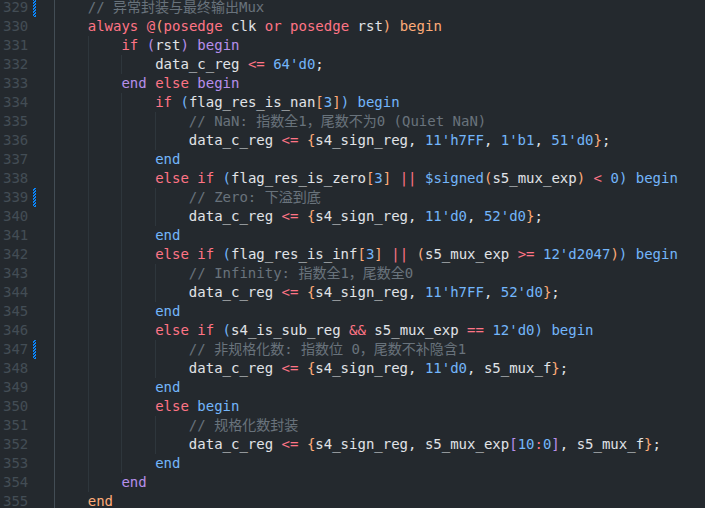 329 // 异常封装与最终输出Mux
330 always @(posedge clk or posedge rst) begin
331 if (rst) begin
332 data_c_reg <= 64'd0;
333 end else begin
334 if (flag_res_is_nan[3]) begin
335 // NaN: 指数全1，尾数不为0 (Quiet NaN)
336 data_c_reg <= {s4_sign_reg, 11'h7FF, 1'b1, 51'd0};
337 end
338 else if (flag_res_is_zero[3] || $signed(s5_mux_exp) < 0) begin
339 // Zero: 下溢到底
340 data_c_reg <= {s4_sign_reg, 11'd0, 52'd0};
341 end
342 else if (flag_res_is_inf[3] || (s5_mux_exp >= 12'd2047)) begin
343 // Infinity: 指数全1，尾数全0
344 data_c_reg <= {s4_sign_reg, 11'h7FF, 52'd0};
345 end
346 else if (s4_is_sub_reg && s5_mux_exp == 12'd0) begin
347 // 非规格化数: 指数位 0，尾数不补隐含1
348 data_c_reg <= {s4_sign_reg, 11'd0, s5_mux_f};
349 end
350 else begin
351 // 规格化数封装
352 data_c_reg <= {s4_sign_reg, s5_mux_exp[10:0], s5_mux_f};
353 end
354 end
355 end